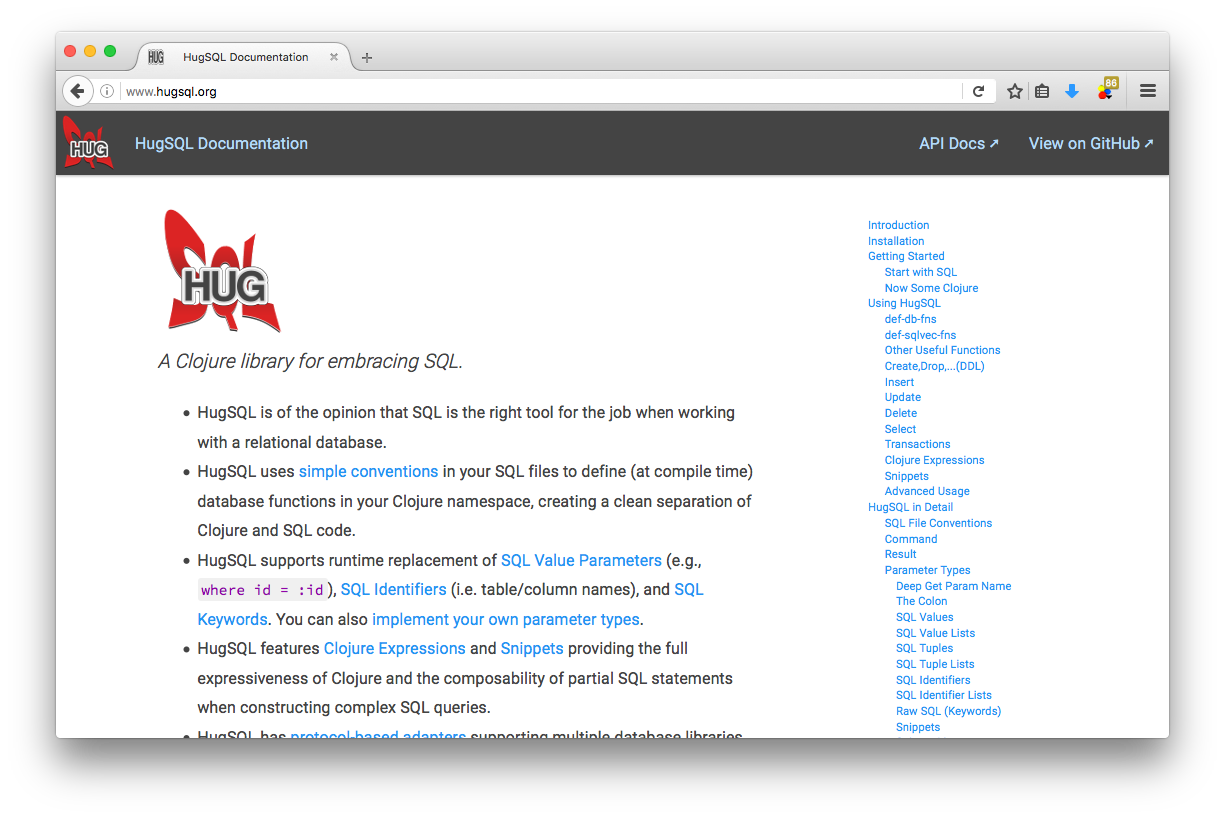 HUG
HugSQL Documentation
www.hugsql.org
86
HUG
HugSQL Documentation
API Docs ➚
View on GitHub ➚
SQL
HUG
A Clojure library for embracing SQL.
• HugSQL is of the opinion that SQL is the right tool for the job when working
with a relational database.
• HugSQL uses simple conventions in your SQL files to define (at compile time)
database functions in your Clojure namespace, creating a clean separation of
Clojure and SQL code.
• HugSQL supports runtime replacement of SQL Value Parameters (e.g.,
where id = :id), SQL Identifiers (i.e. table/column names), and SQL
Keywords. You can also implement your own parameter types.
• HugSQL features Clojure Expressions and Snippets providing the full
expressiveness of Clojure and the composability of partial SQL statements
when constructing complex SQL queries.
• HugSQL has protocol-based adapters supporting multiple database libraries
Introduction
Installation
Getting Started
Start with SQL
Now Some Clojure
Using HugSQL
def-db-fns
def-sqlvec-fns
Other Useful Functions
Create,Drop,...(DDL)
Insert
Update
Delete
Select
Transactions
Clojure Expressions
Snippets
Advanced Usage
HugSQL in Detail
SQL File Conventions
Command
Result
Parameter Types
Deep Get Param Name
The Colon
SQL Values
SQL Value Lists
SQL Tuples
SQL Tuple Lists
SQL Identifiers
SQL Identifier Lists
Raw SQL (Keywords)
Snippets